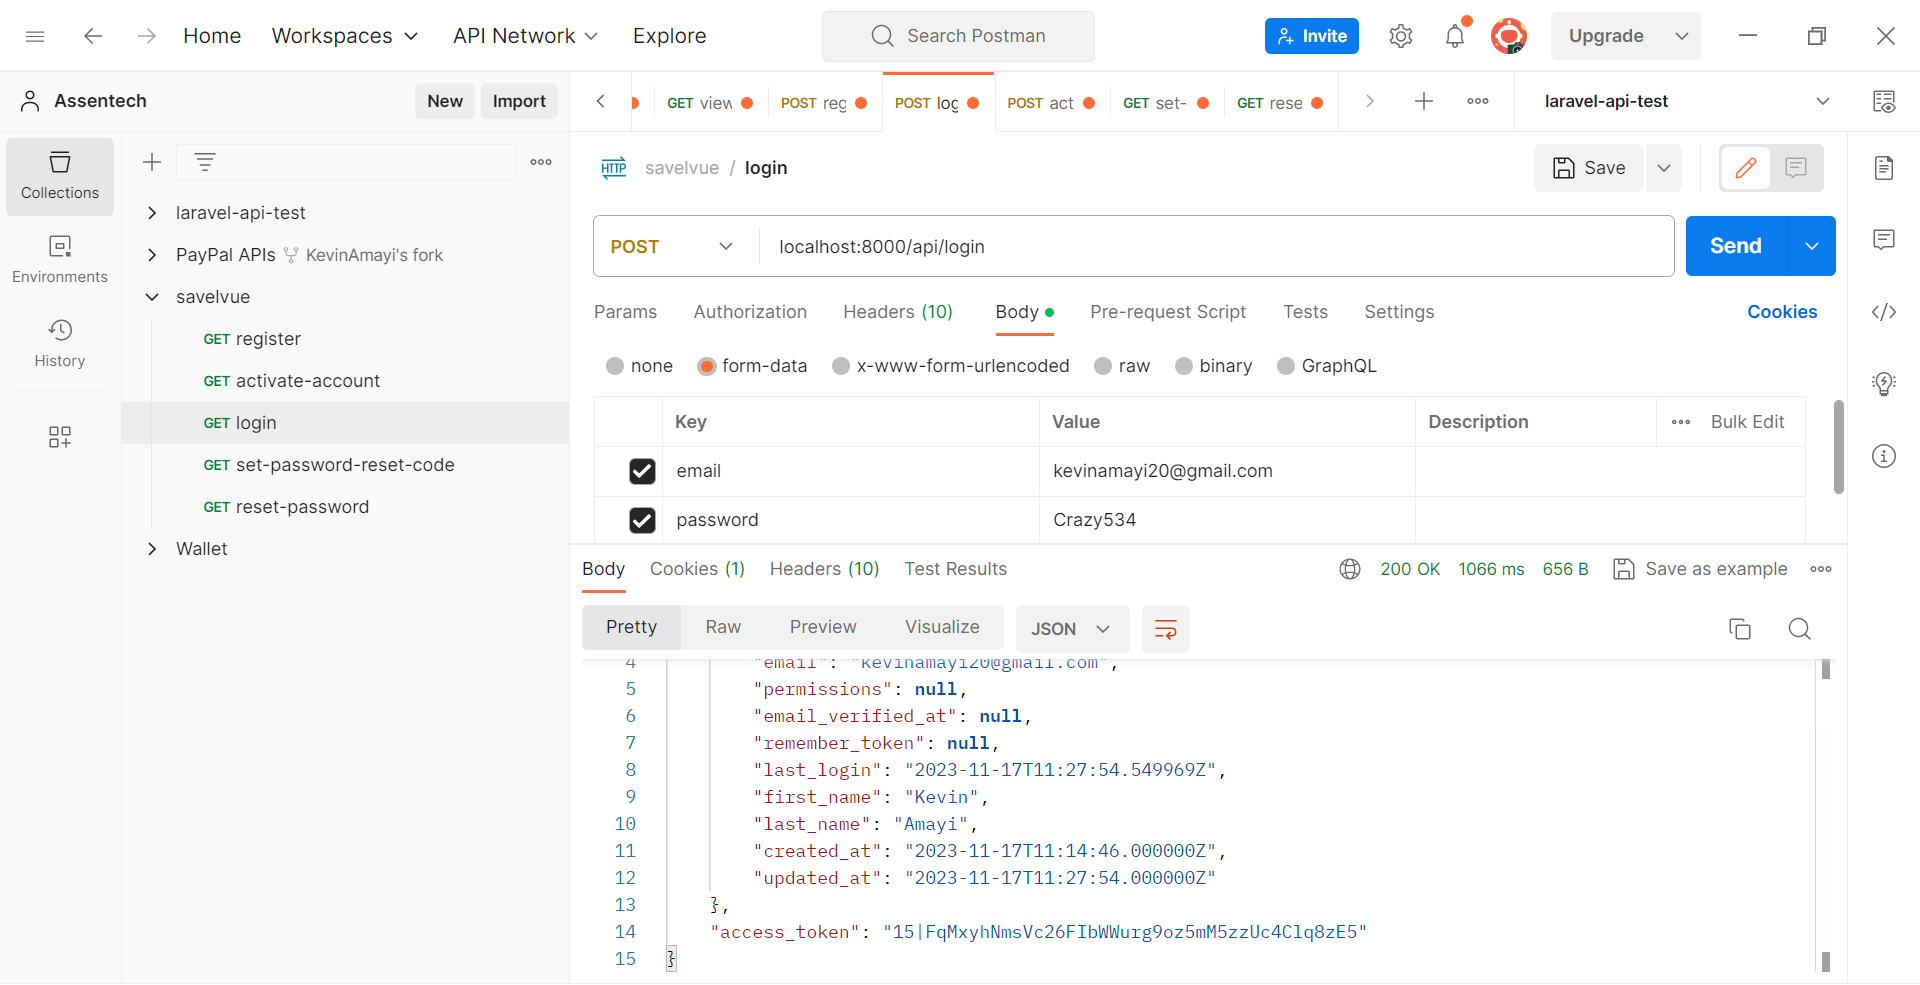 Home Workspaces API Network Explore Search Postman Invite Upgrade
Assentech New Import
GET view POST reg POST log POST act GET set- GET rese laravel-api-test
Collections
Environments
History
laravel-api-test
PayPal APIs KevinAmayi's fork
savelvue
GET register
GET activate-account
GET login
GET set-password-reset-code
GET reset-password
Wallet
HTTP savelvue / login Save
POST localhost:8000/api/login Send
Params Authorization Headers (10) Body Pre-request Script Tests Settings Cookies
none form-data x-www-form-urlencoded raw binary GraphQL
Key Value Description Bulk Edit
email kevinamayi20@gmail.com
password Crazy534
Body Cookies (1) Headers (10) Test Results 200 OK 1066 ms 656 B Save as example
Pretty Raw Preview Visualize JSON
4 "email": "kevinamayi20@gmail.com",
5 "permissions": null,
6 "email_verified_at": null,
7 "remember_token": null,
8 "last_login": "2023-11-17T11:27:54.549969Z",
9 "first_name": "Kevin",
10 "last_name": "Amayi",
11 "created_at": "2023-11-17T11:14:46.000000Z",
12 "updated_at": "2023-11-17T11:27:54.000000Z"
13 },
14 "access_token": "15|FqMxyhNmsVc26FIbWWurg9oz5mM5zzUc4Clq8zE5"
15 }